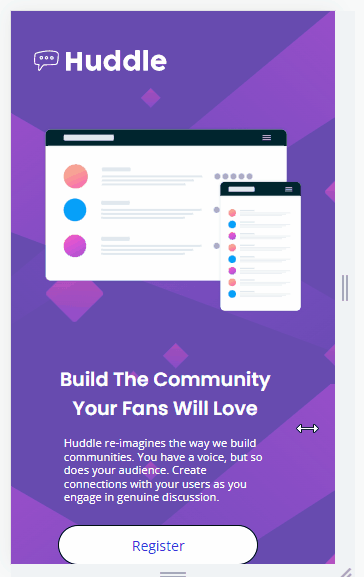 Huddle
Build The Community
Your Fans Will Love
Huddle re-imagines the way we build
communities. You have a voice, but so
does your audience. Create
connections with your users as you
engage in genuine discussion.
Register